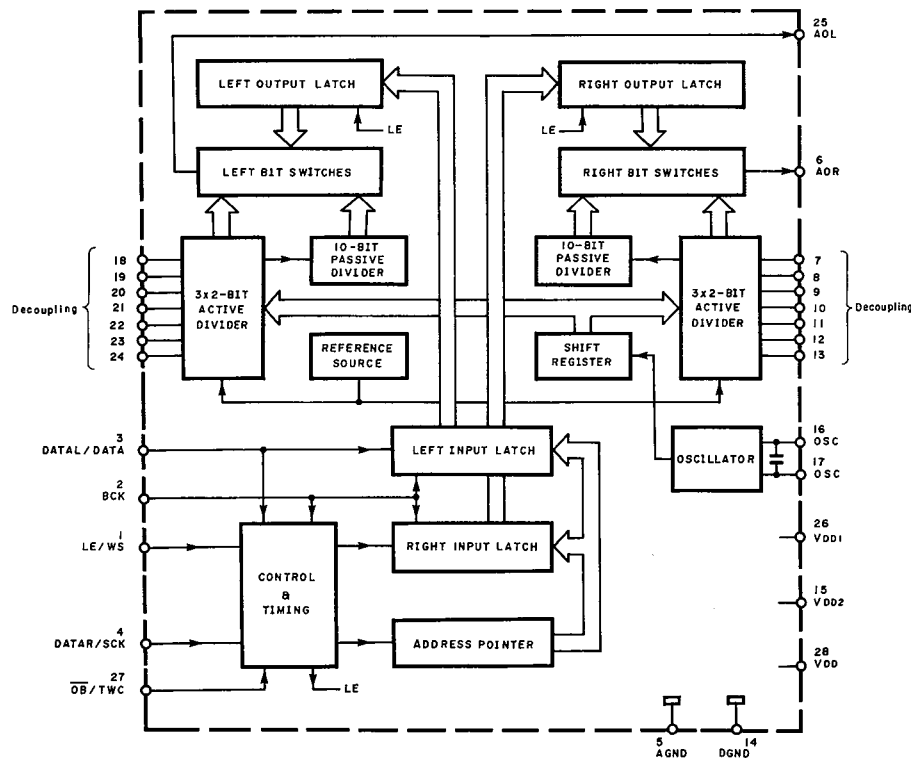 25
AOL
LEFT OUTPUT LATCH
RIGHT OUTPUT LATCH
LE
LE
LEFT BIT SWITCHES
RIGHT BIT SWITCHES
6
AOR
10-BIT
PASSIVE
DIVIDER
10-BIT
PASSIVE
DIVIDER
Decoupling
18
19
20
21
22
23
24
3x2-BIT
ACTIVE
DIVIDER
3x2-BIT
ACTIVE
DIVIDER
7
8
9
10
11
12
13
Decoupling
REFERENCE
SOURCE
SHIFT
REGISTER
3
DATAL/DATA
LEFT INPUT LATCH
OSCILLATOR
16
OSC
17
OSC
2
BCK
1
LE/WS
RIGHT INPUT LATCH
26
VDD1
CONTROL
&
TIMING
15
VDD2
4
DATAR/SCK
ADDRESS POINTER
28
VDD
27
O̅B̅/TWC
LE
5
AGND
14
DGND